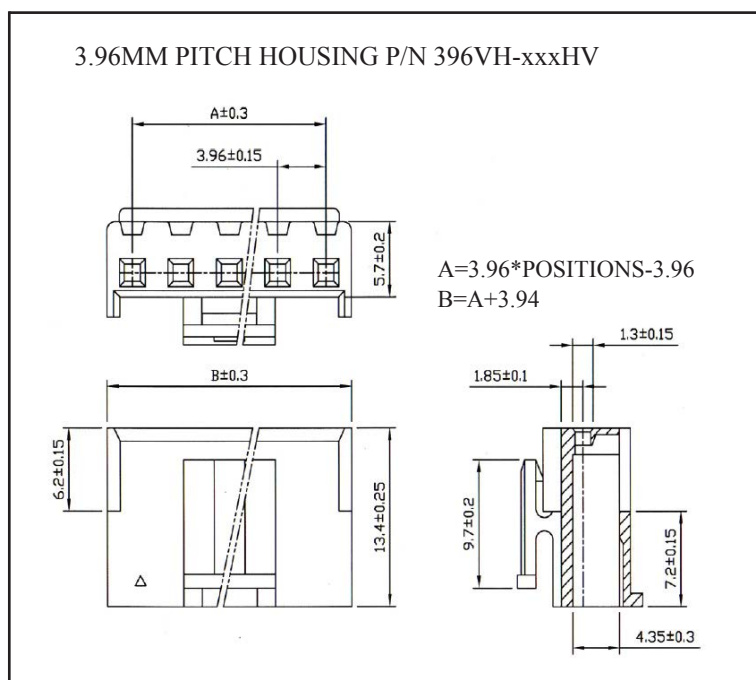 3.96MM PITCH HOUSING P/N 396VH-xxxHV
A±0.3
3.96±0.15
5.7±0.2
A=3.96*POSITIONS-3.96
B=A+3.94
1.3±0.15
1.85±0.1
B±0.3
6.2±0.15
13.4±0.25
9.7±0.2
7.2±0.15
4.35±0.3